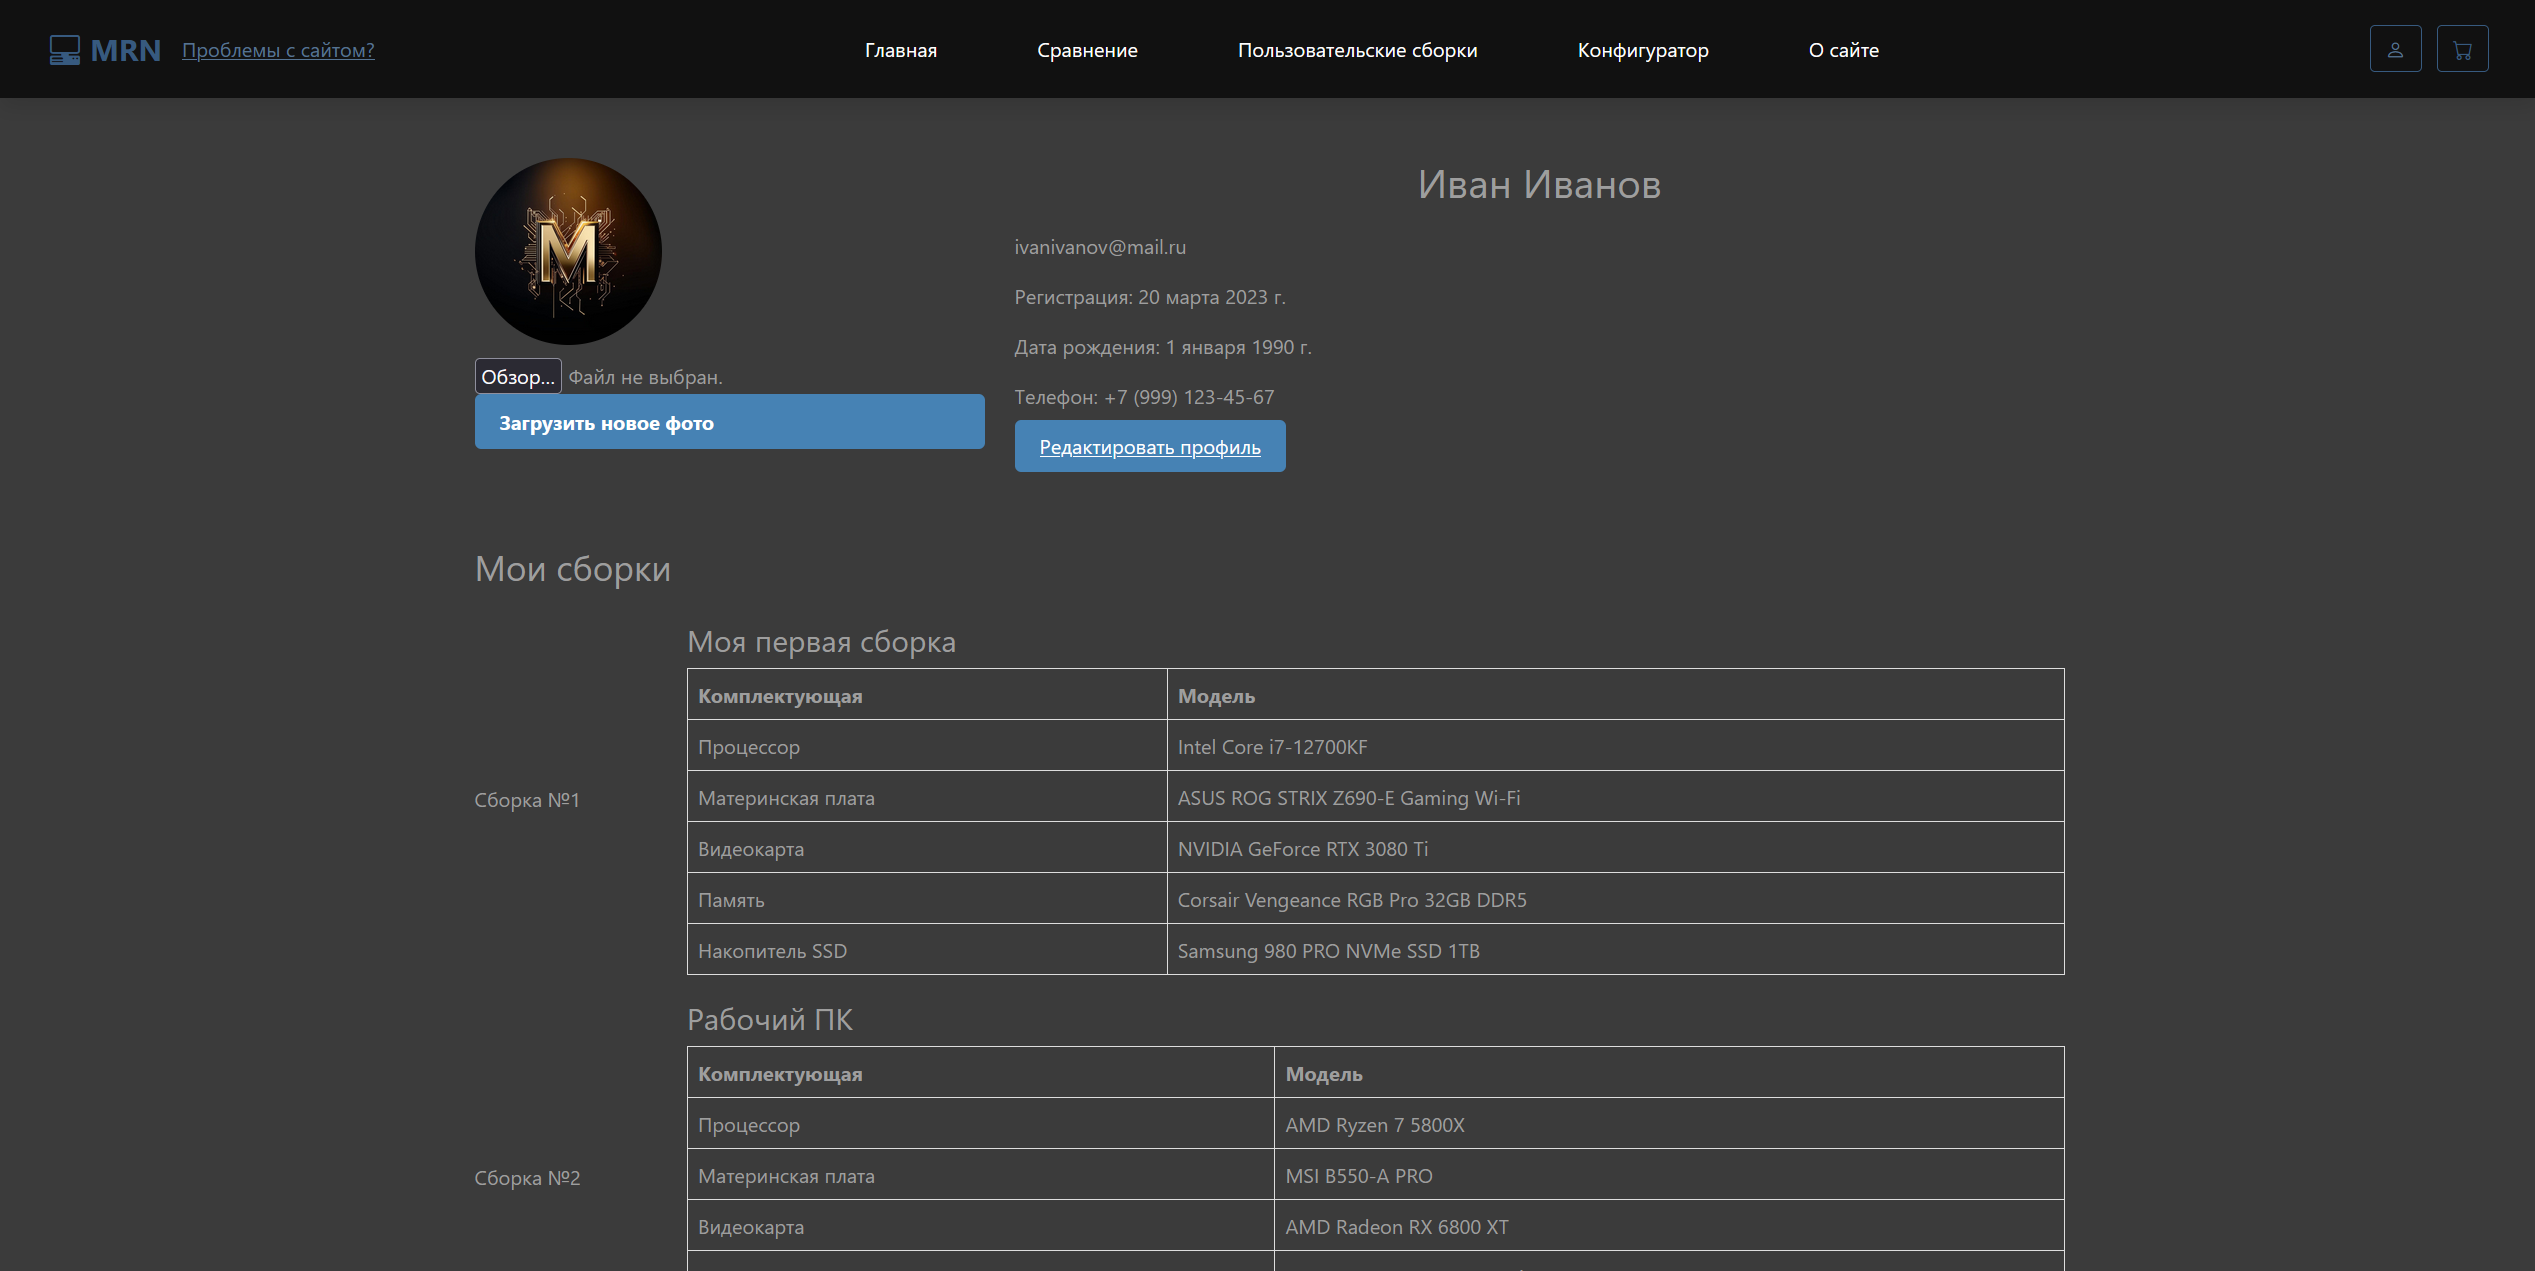 MRN Проблемы с сайтом? Главная Сравнение Пользовательские сборки Конфигуратор О сайте
M
Обзор... Файл не выбран.
Загрузить новое фото
Иван Иванов
ivanivanov@mail.ru
Регистрация: 20 марта 2023 г.
Дата рождения: 1 января 1990 г.
Телефон: +7 (999) 123-45-67
Редактировать профиль
Мои сборки
Сборка №1
Моя первая сборка
Комплектующая Модель
Процессор Intel Core i7-12700KF
Материнская плата ASUS ROG STRIX Z690-E Gaming Wi-Fi
Видеокарта NVIDIA GeForce RTX 3080 Ti
Память Corsair Vengeance RGB Pro 32GB DDR5
Накопитель SSD Samsung 980 PRO NVMe SSD 1TB
Сборка №2
Рабочий ПК
Комплектующая Модель
Процессор AMD Ryzen 7 5800X
Материнская плата MSI B550-A PRO
Видеокарта AMD Radeon RX 6800 XT